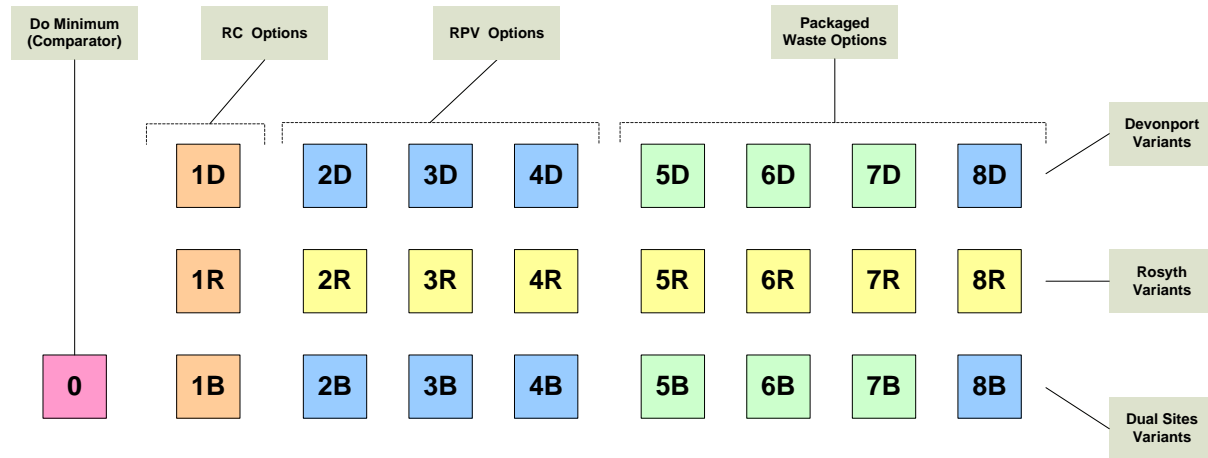 Do Minimum
(Comparator)
RC Options
RPV Options
Packaged
Waste Options
Devonport
Variants
1D 2D 3D 4D 5D 6D 7D 8D
1R 2R 3R 4R 5R 6R 7R 8R
Rosyth
Variants
0 1B 2B 3B 4B 5B 6B 7B 8B
Dual Sites
Variants